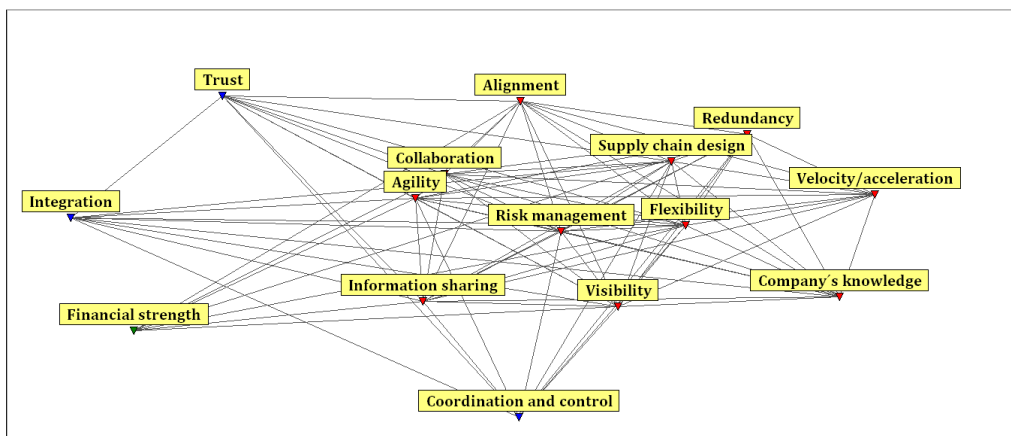 Trust
Alignment
Redundancy
Supply chain design
Collaboration
Velocity/acceleration
Agility
Integration
Risk management
Flexibility
Information sharing
Visibility
Company´s knowledge
Financial strength
Coordination and control